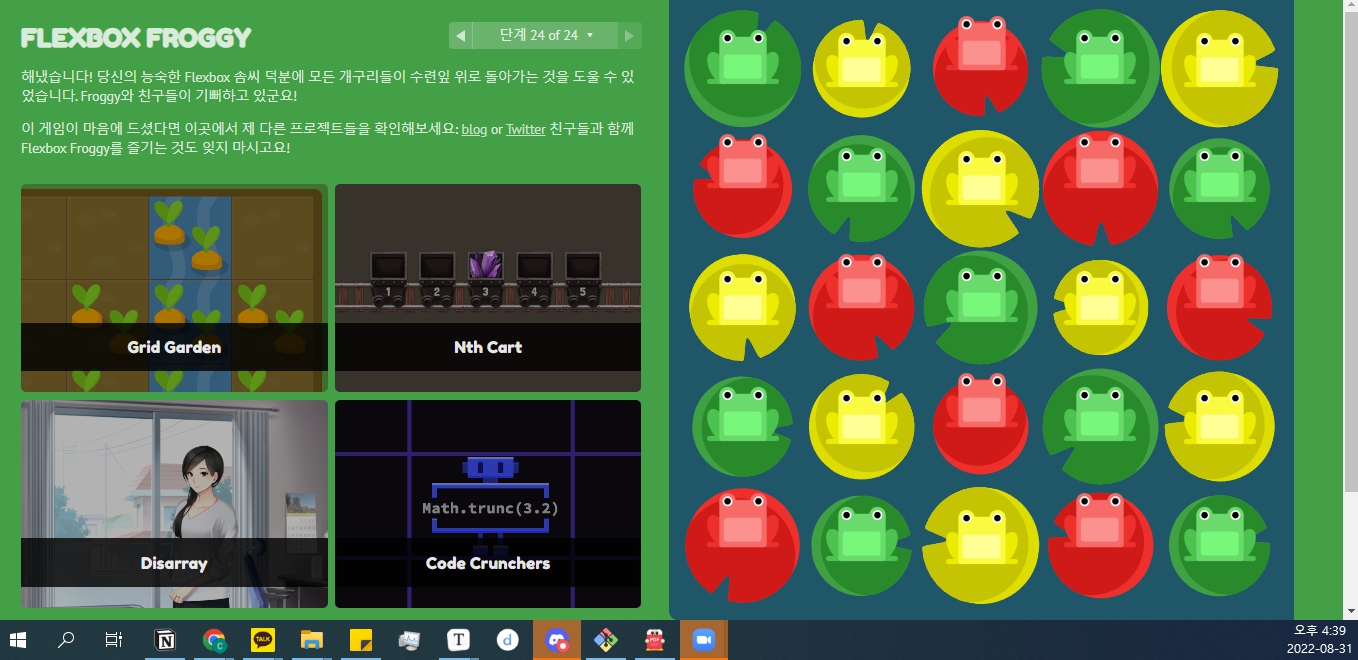 FLEXBOX FROGGY
단계 24 of 24
해냈습니다! 당신의 능숙한 Flexbox 솜씨 덕분에 모든 개구리들이 수련잎 위로 돌아가는 것을 도울 수 있
었습니다. Froggy와 친구들이 기뻐하고 있군요!
이 게임이 마음에 드셨다면 이곳에서 제 다른 프로젝트들을 확인해보세요: blog or Twitter 친구들과 함께
Flexbox Froggy를 즐기는 것도 잊지 마시고요!
Grid Garden
1 2 3 4 5
Nth Cart
Disarray
Math.trunc(3.2)
Code Crunchers
N
C
TALK
T
d
PDF
오후 4:39
2022-08-31